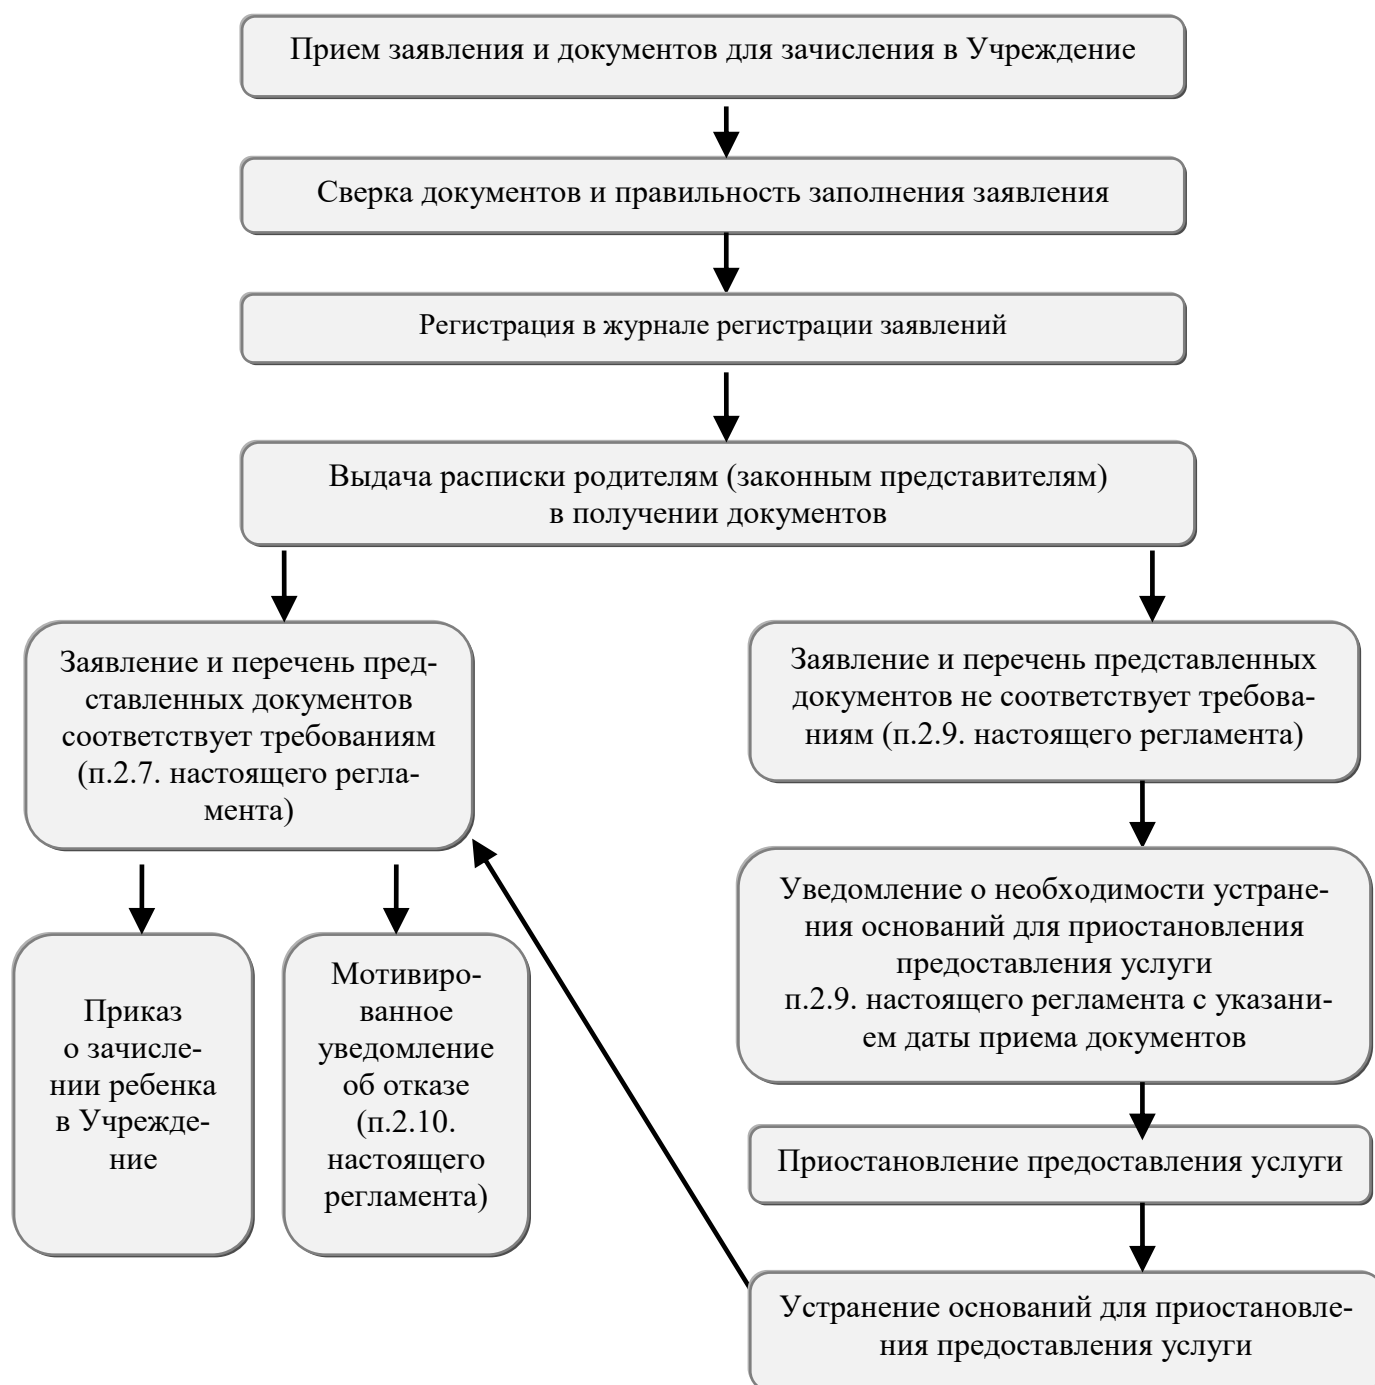 Прием заявления и документов для зачисления в Учреждение
Сверка документов и правильность заполнения заявления
Регистрация в журнале регистрации заявлений
Выдача расписки родителям (законным представителям)
в получении документов
Заявление и перечень пред-
ставленных документов
соответствует требованиям
(п.2.7. настоящего регла-
мента)
Заявление и перечень представленных
документов не соответствует требова-
ниям (п.2.9. настоящего регламента)
Уведомление о необходимости устране-
ния оснований для приостановления
предоставления услуги
п.2.9. настоящего регламента с указани-
ем даты приема документов
Приказ
о зачисле-
нии ребенка
в Учрежде-
ние
Мотивиро-
ванное
уведомление
об отказе
(п.2.10.
настоящего
регламента)
Приостановление предоставления услуги
Устранение оснований для приостановле-
ния предоставления услуги